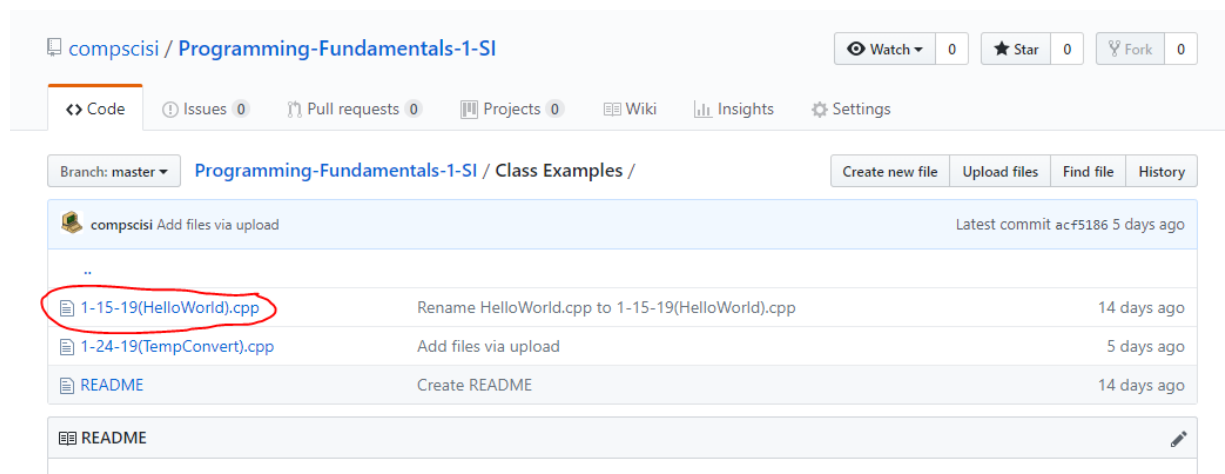 compscisi / Programming-Fundamentals-1-SI Watch 0 Star 0 Fork 0
Code Issues 0 Pull requests 0 Projects 0 Wiki Insights Settings
Branch: master Programming-Fundamentals-1-SI / Class Examples / Create new file Upload files Find file History
compscisi Add files via upload Latest commit acf5186 5 days ago
..
1-15-19(HelloWorld).cpp Rename HelloWorld.cpp to 1-15-19(HelloWorld).cpp 14 days ago
1-24-19(TempConvert).cpp Add files via upload 5 days ago
README Create README 14 days ago
README